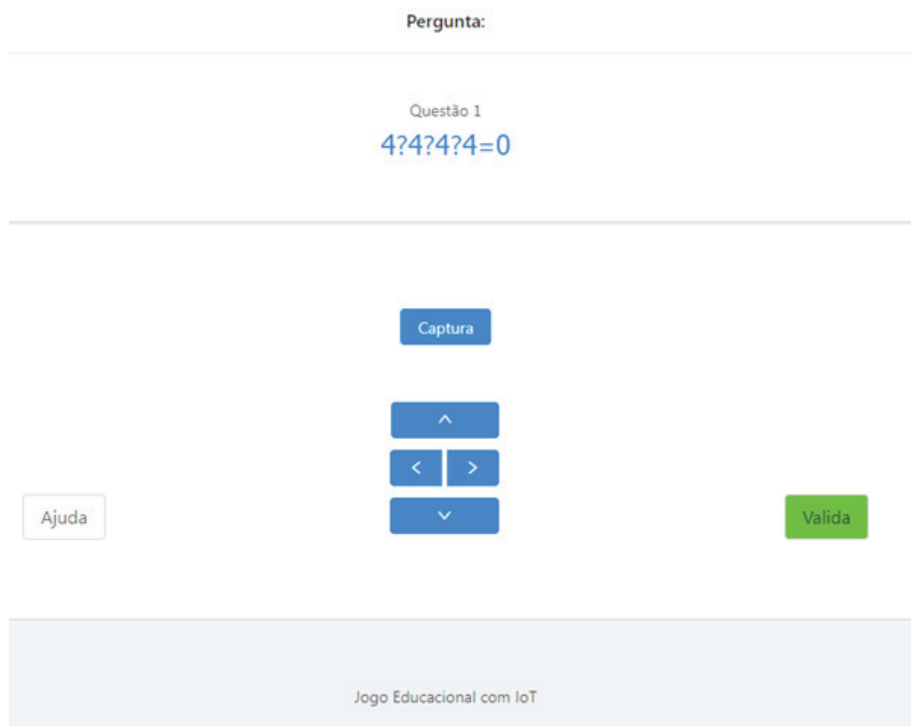 Pergunta:
Questão 1
4?4?4?4=0
Captura
Ajuda
Valida
Jogo Educacional com IoT